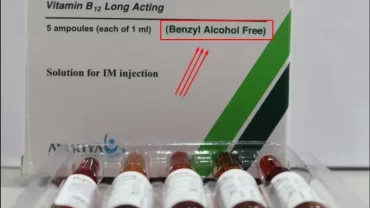 Vitamin B12 Long Acting
5 ampoules (each of 1 ml) (Benzyl Alcohol Free)
Solution for IM injection